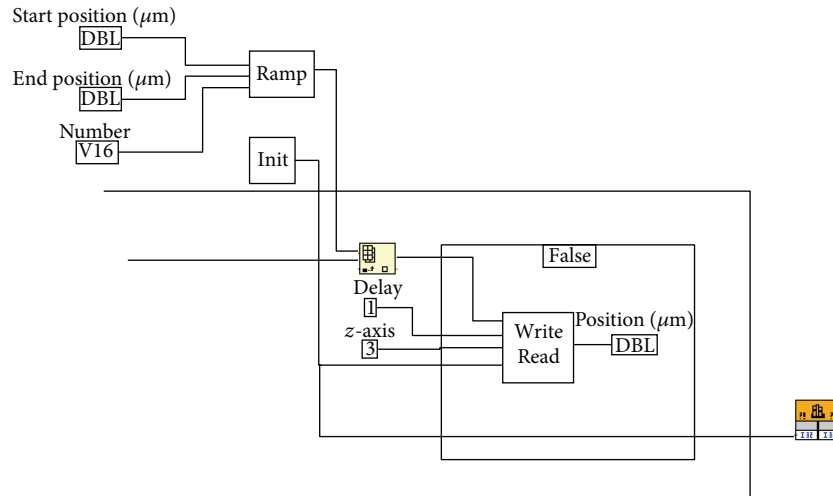 Start position (μm)
DBL
End position (μm)
DBL
Ramp
Number
V16
Init
False
Delay
1
z-axis
3
Write
Read
Position (μm)
DBL